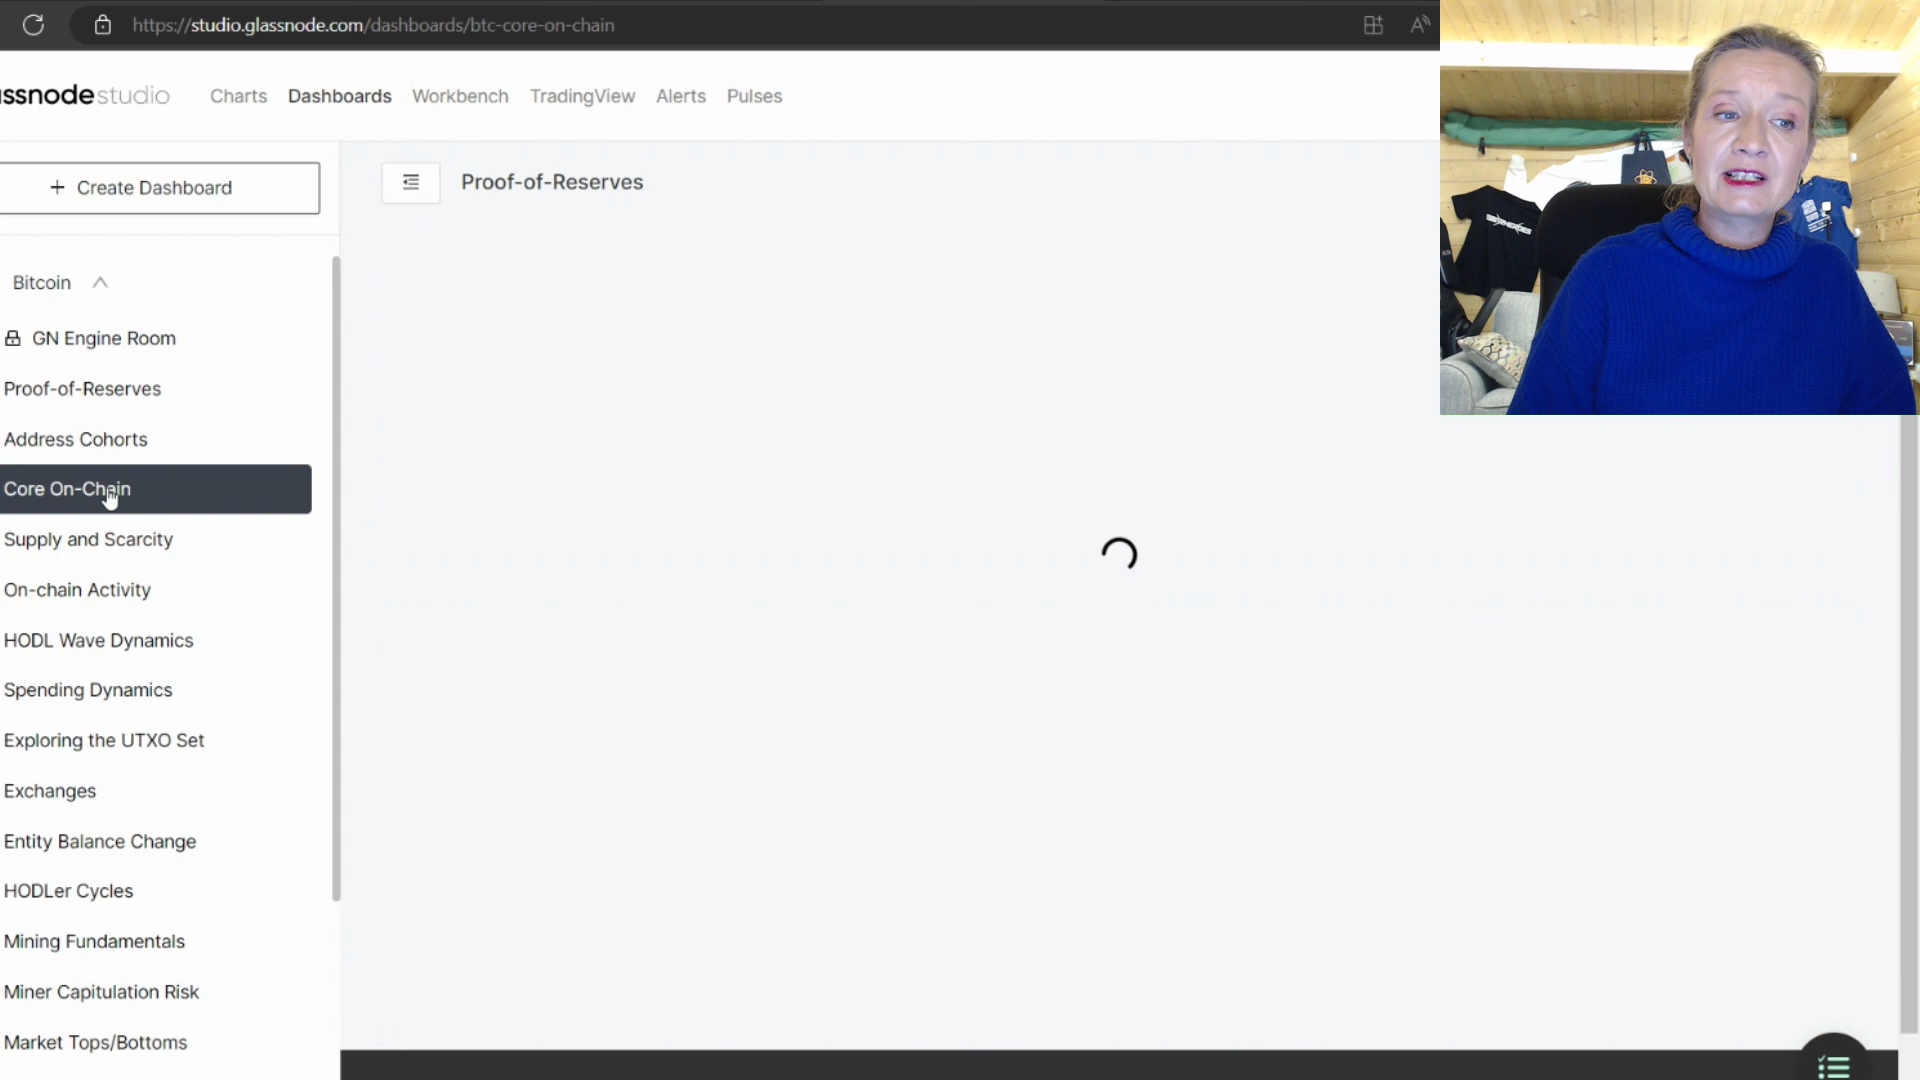 https://studio.glassnode.com/dashboards/btc-core-on-chain
ssnodestudio
Charts
Dashboards
Workbench
TradingView
Alerts
Pulses
+ Create Dashboard
Proof-of-Reserves
Bitcoin
GN Engine Room
Proof-of-Reserves
Address Cohorts
Core On-Chain
Supply and Scarcity
On-chain Activity
HODL Wave Dynamics
Spending Dynamics
Exploring the UTXO Set
Exchanges
Entity Balance Change
HODLer Cycles
Mining Fundamentals
Miner Capitulation Risk
Market Tops/Bottoms